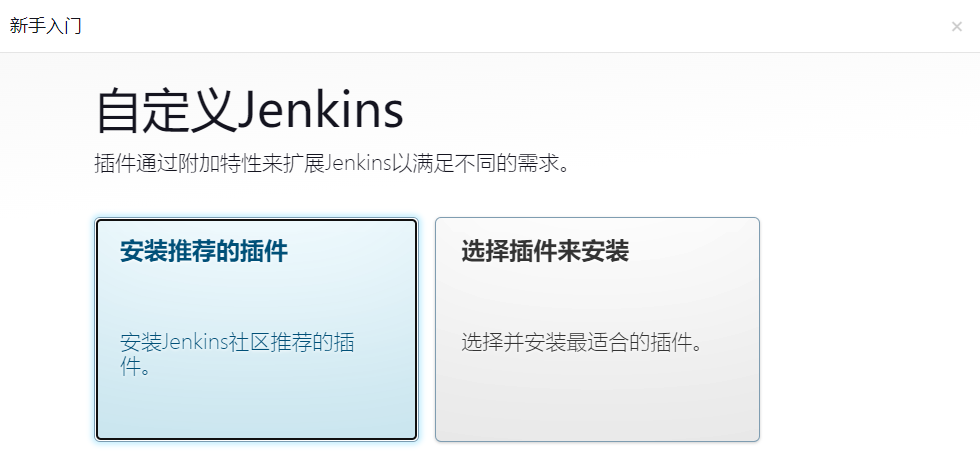 新手入门
×
自定义Jenkins
插件通过附加特性来扩展Jenkins以满足不同的需求。
安装推荐的插件
安装Jenkins社区推荐的插
件。
选择插件来安装
选择并安装最适合的插件。